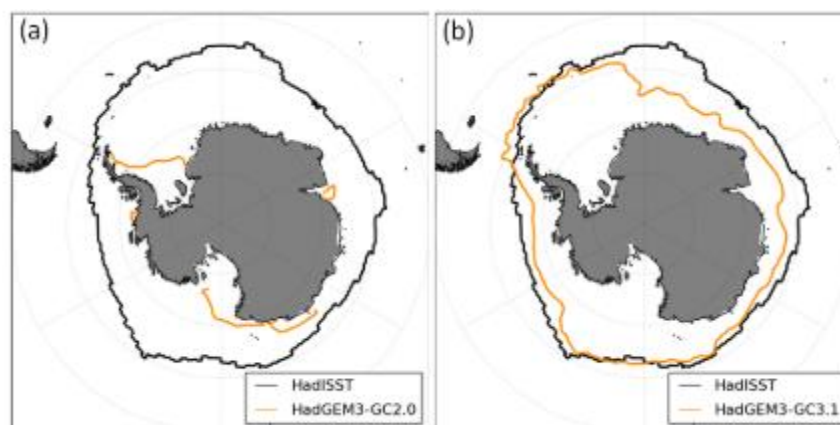 (a)
HadISST
HadGEM3-GC2.0
(b)
HadISST
HadGEM3-GC3.1